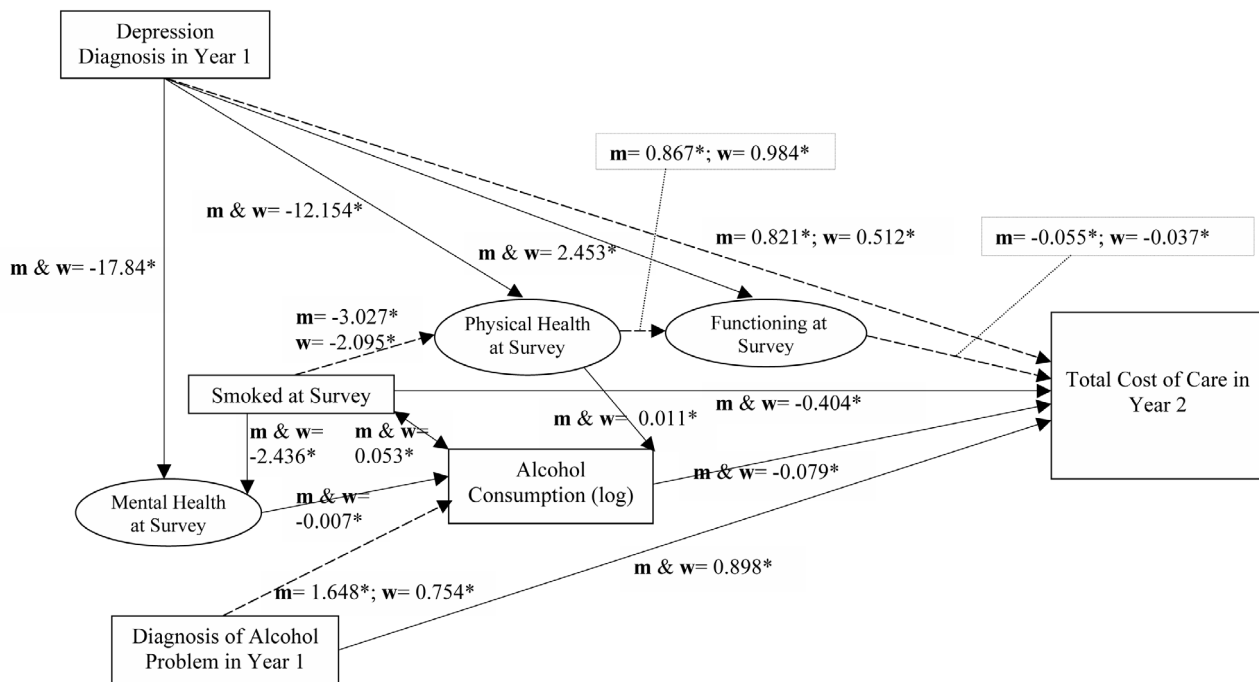 Depression
Diagnosis in Year 1
m= 0.867*; w= 0.984*
m & w= -12.154*
m= 0.821*; w= 0.512*
m= -0.055*; w= -0.037*
m & w= 2.453*
m & w= -17.84*
m= -3.027*
w= -2.095*
Physical Health
at Survey
Functioning at
Survey
Smoked at Survey
Total Cost of Care in
Year 2
m & w= -0.404*
m & w= 0.011*
m & w=
-2.436*
m & w=
0.053*
Alcohol
Consumption (log)
m & w= -0.079*
Mental Health
at Survey
m & w=
-0.007*
m & w= 0.898*
m= 1.648*; w= 0.754*
Diagnosis of Alcohol
Problem in Year 1